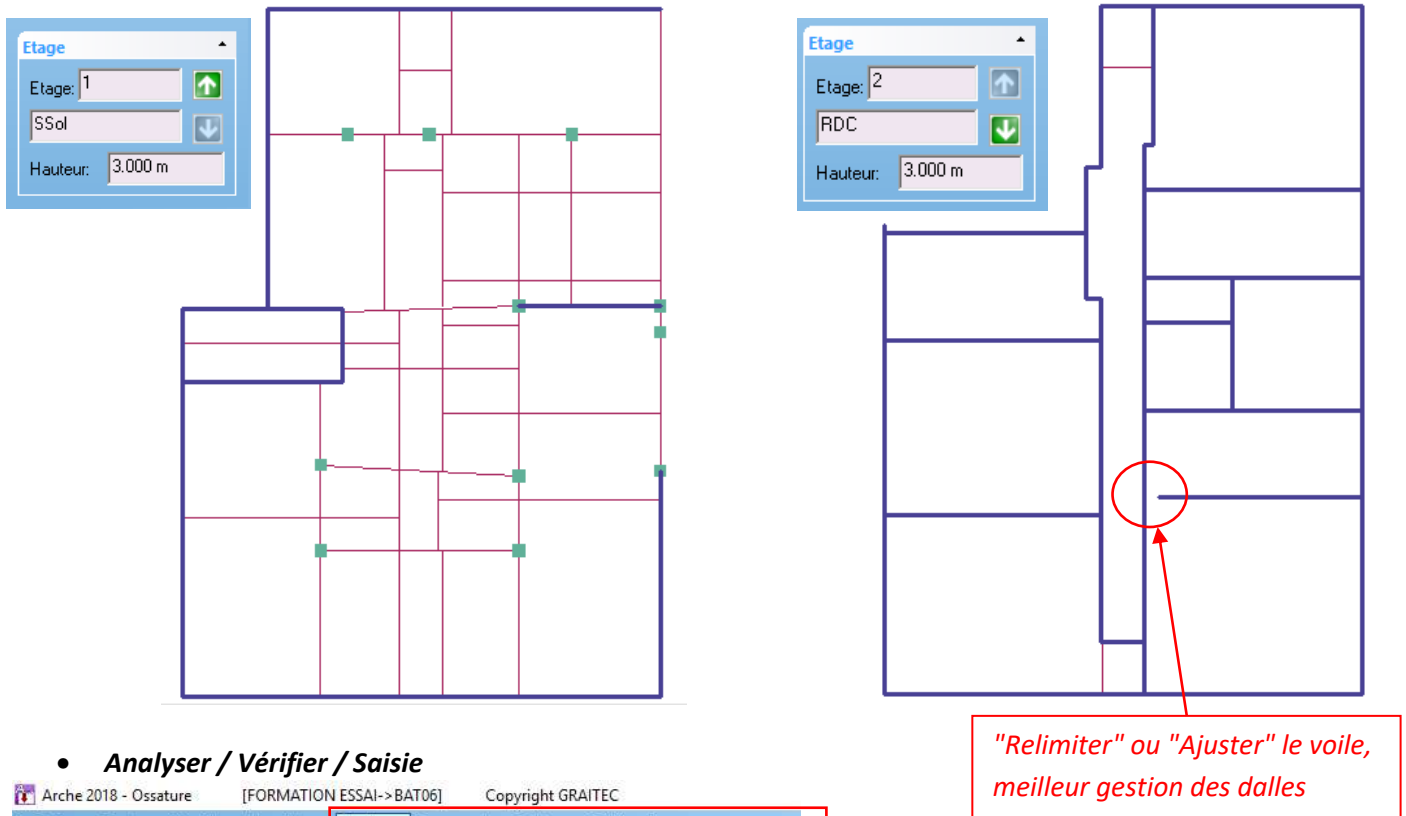 Etage
Etage: 1
SSol
Hauteur: 3.000 m
Etage
Etage: 2
RDC
Hauteur: 3.000 m
"Relimiter" ou "Ajuster" le voile,
meilleur gestion des dalles
• Analyser / Vérifier / Saisie
Arche 2018 - Ossature [FORMATION ESSAI->BAT06] Copyright GRAITEC